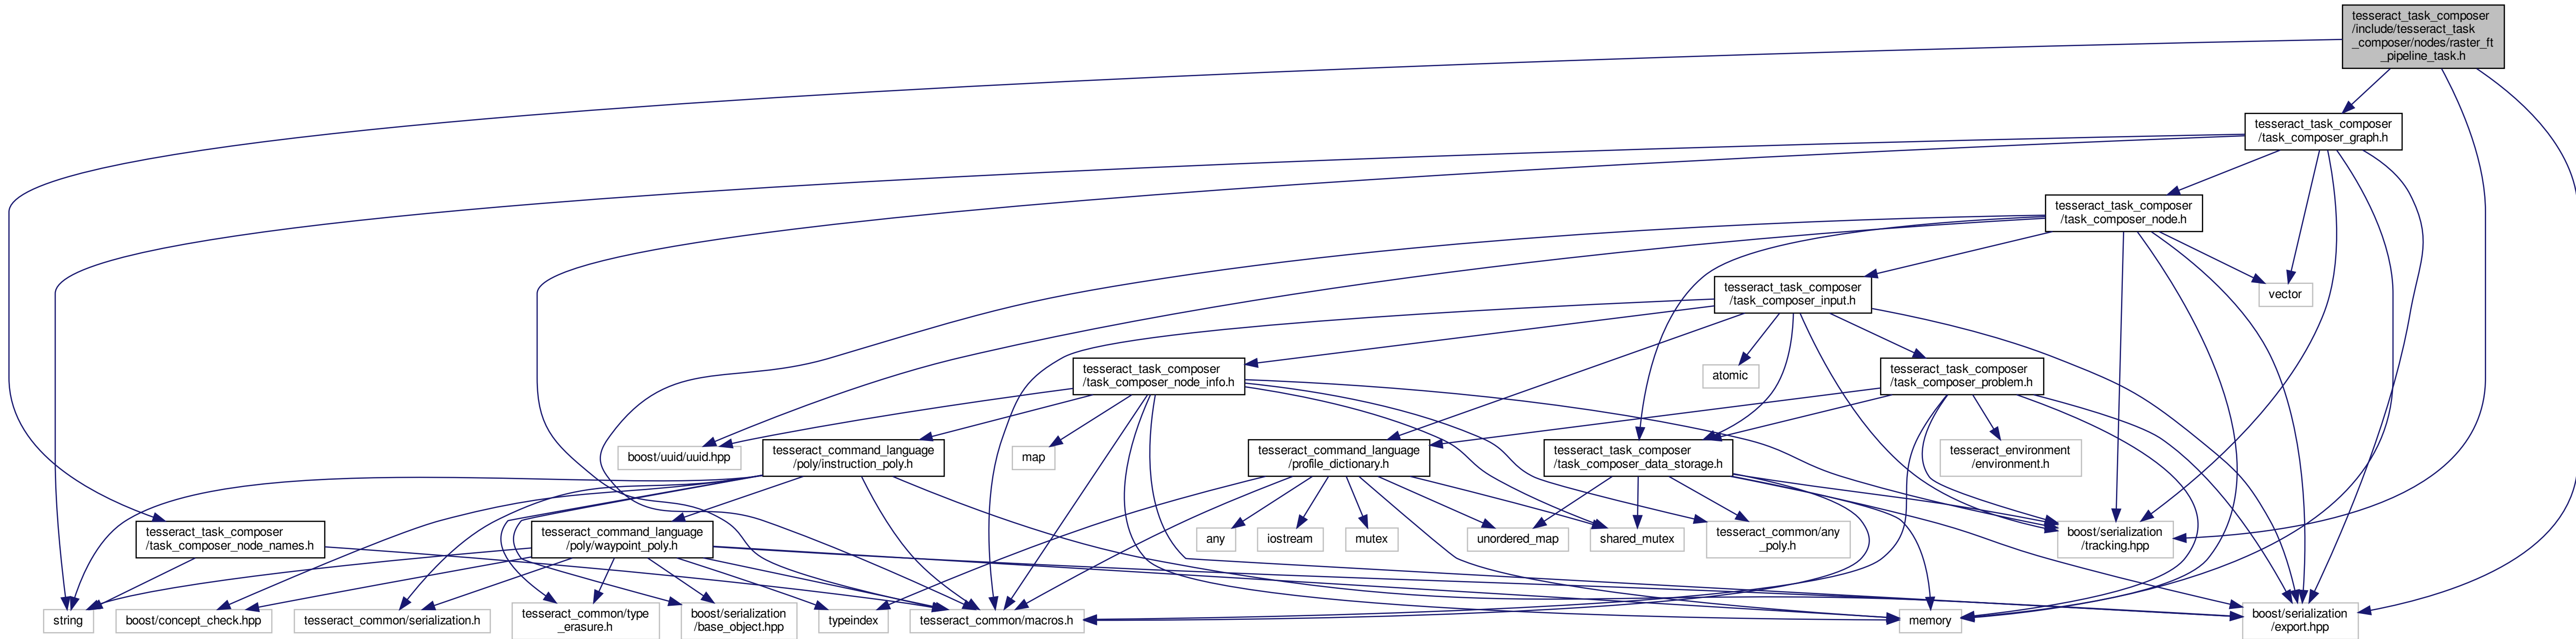 tesseract_task_composer
/include/tesseract_task
_composer/nodes/raster_ft
_pipeline_task.h
tesseract_task_composer
/task_composer_graph.h
tesseract_task_composer
/task_composer_node.h
tesseract_task_composer
/task_composer_input.h
vector
tesseract_task_composer
/task_composer_node_info.h
atomic
tesseract_task_composer
/task_composer_problem.h
boost/uuid/uuid.hpp
tesseract_command_language
/poly/instruction_poly.h
map
tesseract_command_language
/profile_dictionary.h
tesseract_task_composer
/task_composer_data_storage.h
tesseract_environment
/environment.h
tesseract_task_composer
/task_composer_node_names.h
tesseract_command_language
/poly/waypoint_poly.h
any
iostream
mutex
unordered_map
shared_mutex
tesseract_common/any
_poly.h
boost/serialization
/tracking.hpp
string
boost/concept_check.hpp
tesseract_common/serialization.h
tesseract_common/type
_erasure.h
boost/serialization
/base_object.hpp
typeindex
tesseract_common/macros.h
memory
boost/serialization
/export.hpp